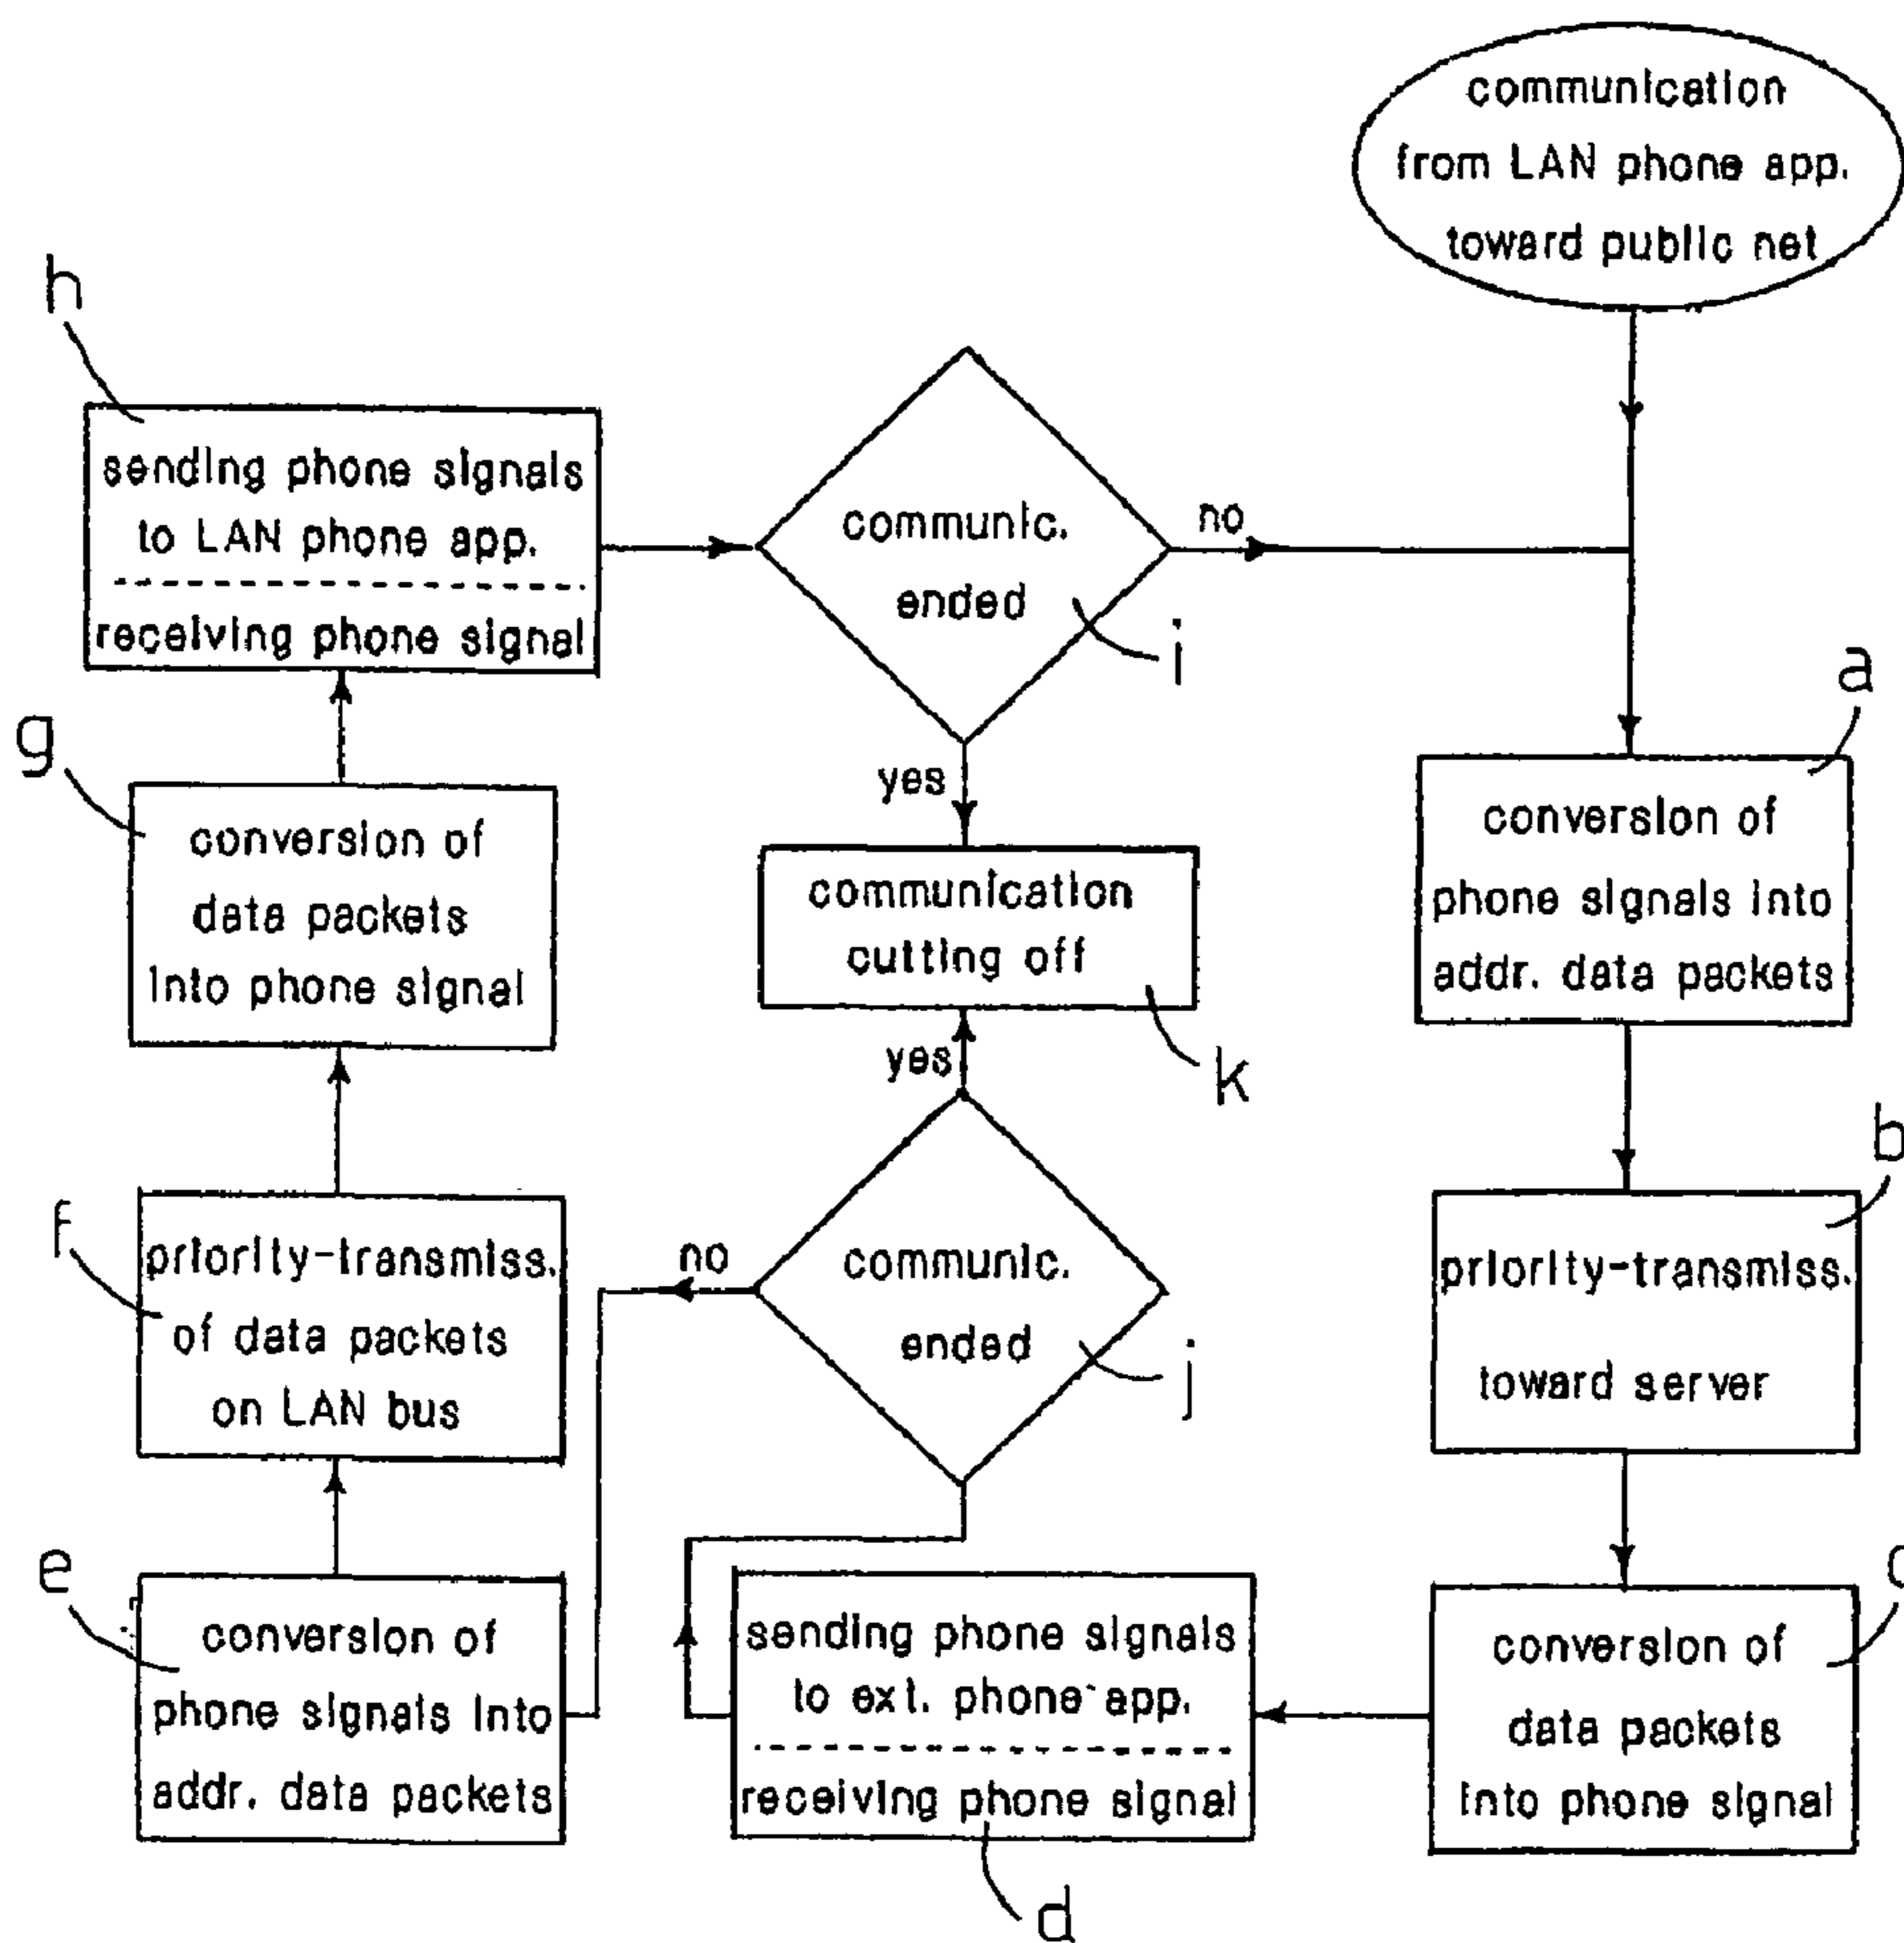 communication
from LAN phone app.
toward public net
h
sending phone signals
to LAN phone app.
receiving phone signal
communic.
ended
no
i
yes
a
conversion of
phone signals into
addr. data packets
g
conversion of
data packets
into phone signal
communication
cutting off
k
yes
b
priority-transmiss.
toward server
f
priority-transmiss.
of data packets
on LAN bus
no
communic.
ended
j
c
conversion of
data packets
into phone signal
e
conversion of
phone signals into
addr. data packets
sending phone signals
to ext. phone app.
receiving phone signal
d